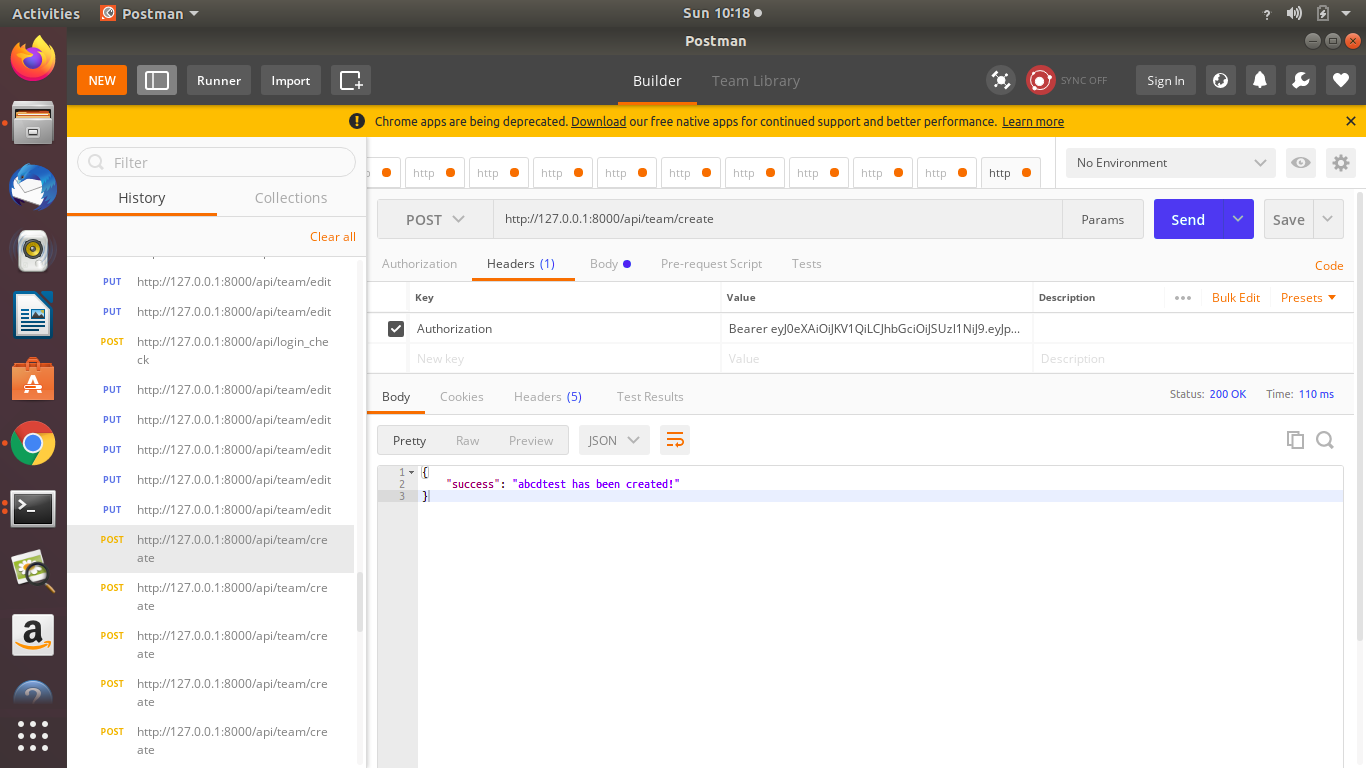 Activities Postman Sun 10:18
Postman
NEW Runner Import Builder Team Library SYNC OFF Sign In
Chrome apps are being deprecated. Download our free native apps for continued support and better performance. Learn more
Filter
History Collections
Clear all
PUT http://127.0.0.1:8000/api/team/edit
PUT http://127.0.0.1:8000/api/team/edit
POST http://127.0.0.1:8000/api/login_che
ck
PUT http://127.0.0.1:8000/api/team/edit
PUT http://127.0.0.1:8000/api/team/edit
PUT http://127.0.0.1:8000/api/team/edit
PUT http://127.0.0.1:8000/api/team/edit
PUT http://127.0.0.1:8000/api/team/edit
POST http://127.0.0.1:8000/api/team/cre
ate
POST http://127.0.0.1:8000/api/team/cre
ate
POST http://127.0.0.1:8000/api/team/cre
ate
POST http://127.0.0.1:8000/api/team/cre
ate
POST http://127.0.0.1:8000/api/team/cre
ate
http http http http http http http http http http
No Environment
POST http://127.0.0.1:8000/api/team/create Params Send Save
Authorization Headers (1) Body Pre-request Script Tests Code
Key Value Description Bulk Edit Presets
Authorization Bearer eyJ0eXAiOiJKV1QiLCJhbGciOiJSUzI1NiJ9.eyJp...
New key Value Description
Body Cookies Headers (5) Test Results Status: 200 OK Time: 110 ms
Pretty Raw Preview JSON
1 {
2 "success": "abcdtest has been created!"
3 }